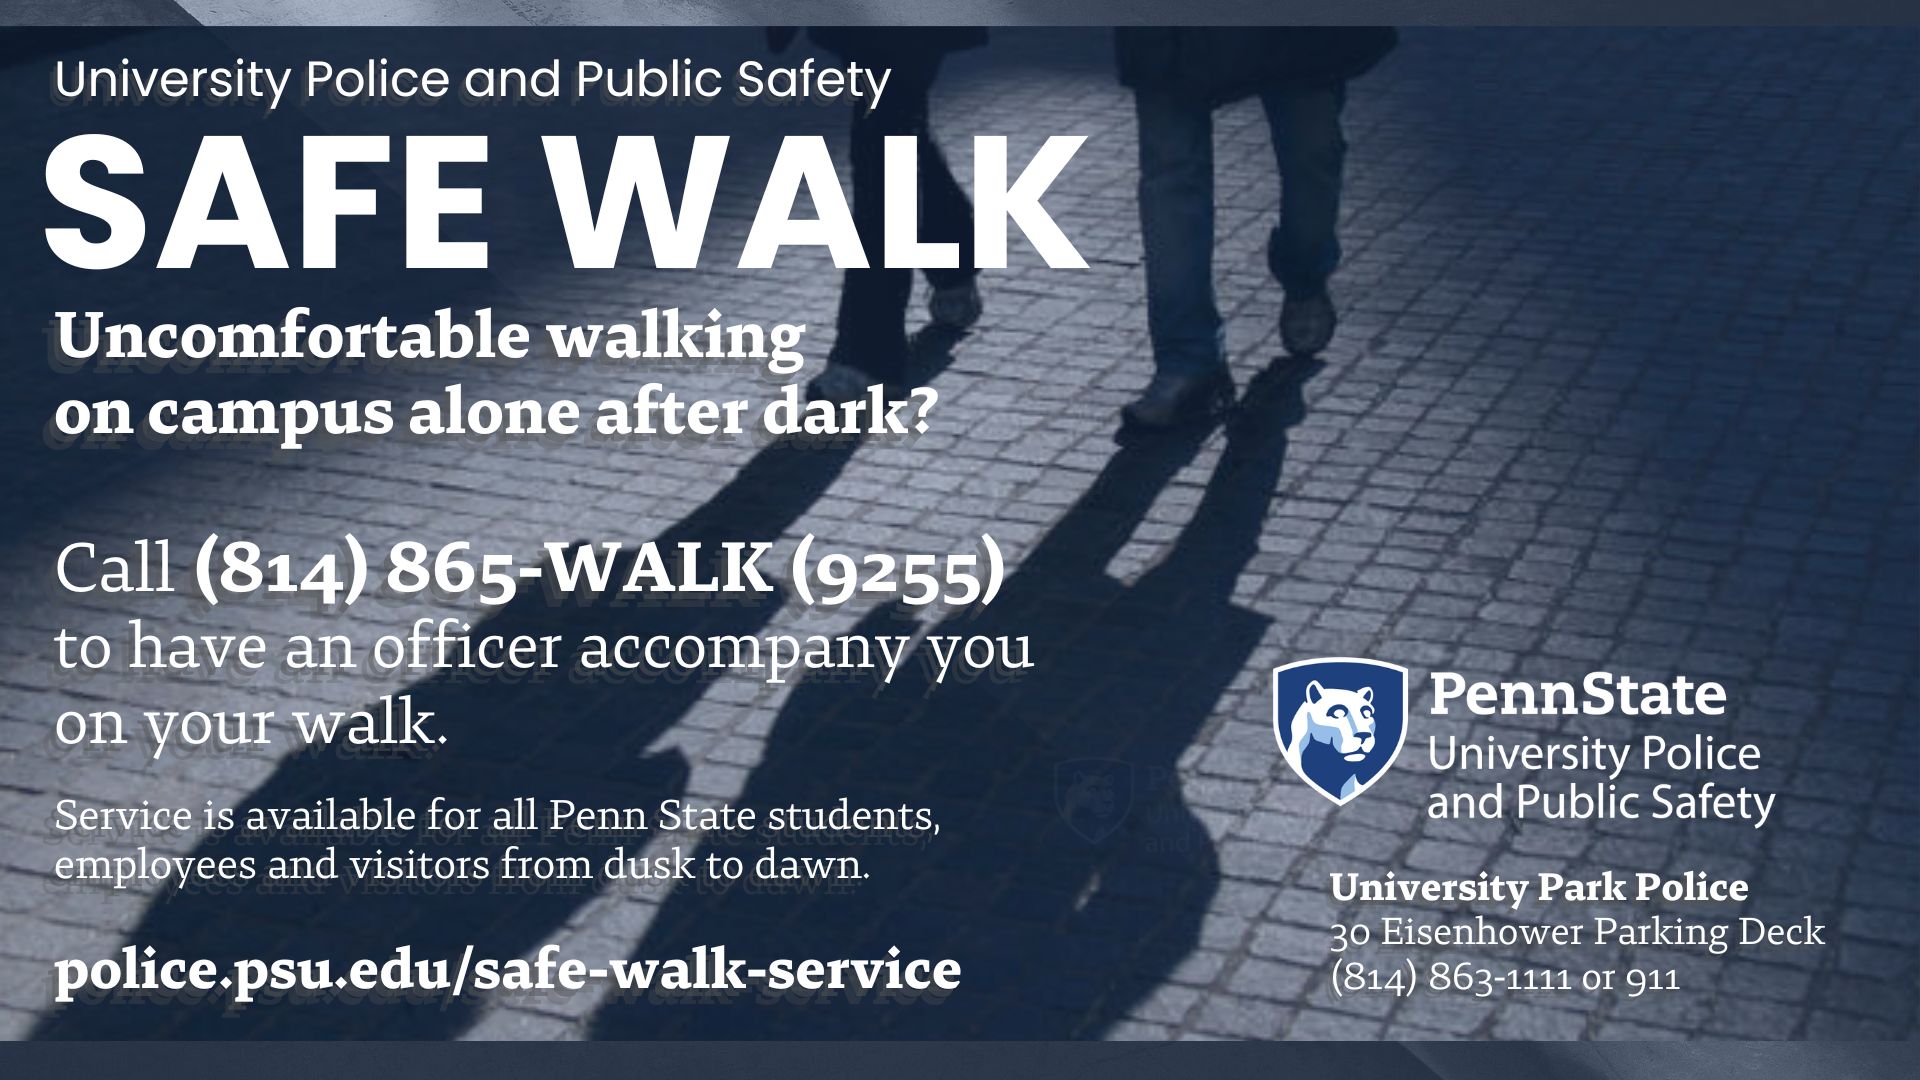 University Police and Public Safety
SAFE WALK
Uncomfortable walking
on campus alone after dark?
Call (814) 865-WALK (9255)
to have an officer accompany you
on your walk.
Service is available for all Penn State students,
employees and visitors from dusk to dawn.
police.psu.edu/safe-walk-service
PennState
University Police
and Public Safety
University Park Police
30 Eisenhower Parking Deck
(814) 863-1111 or 911